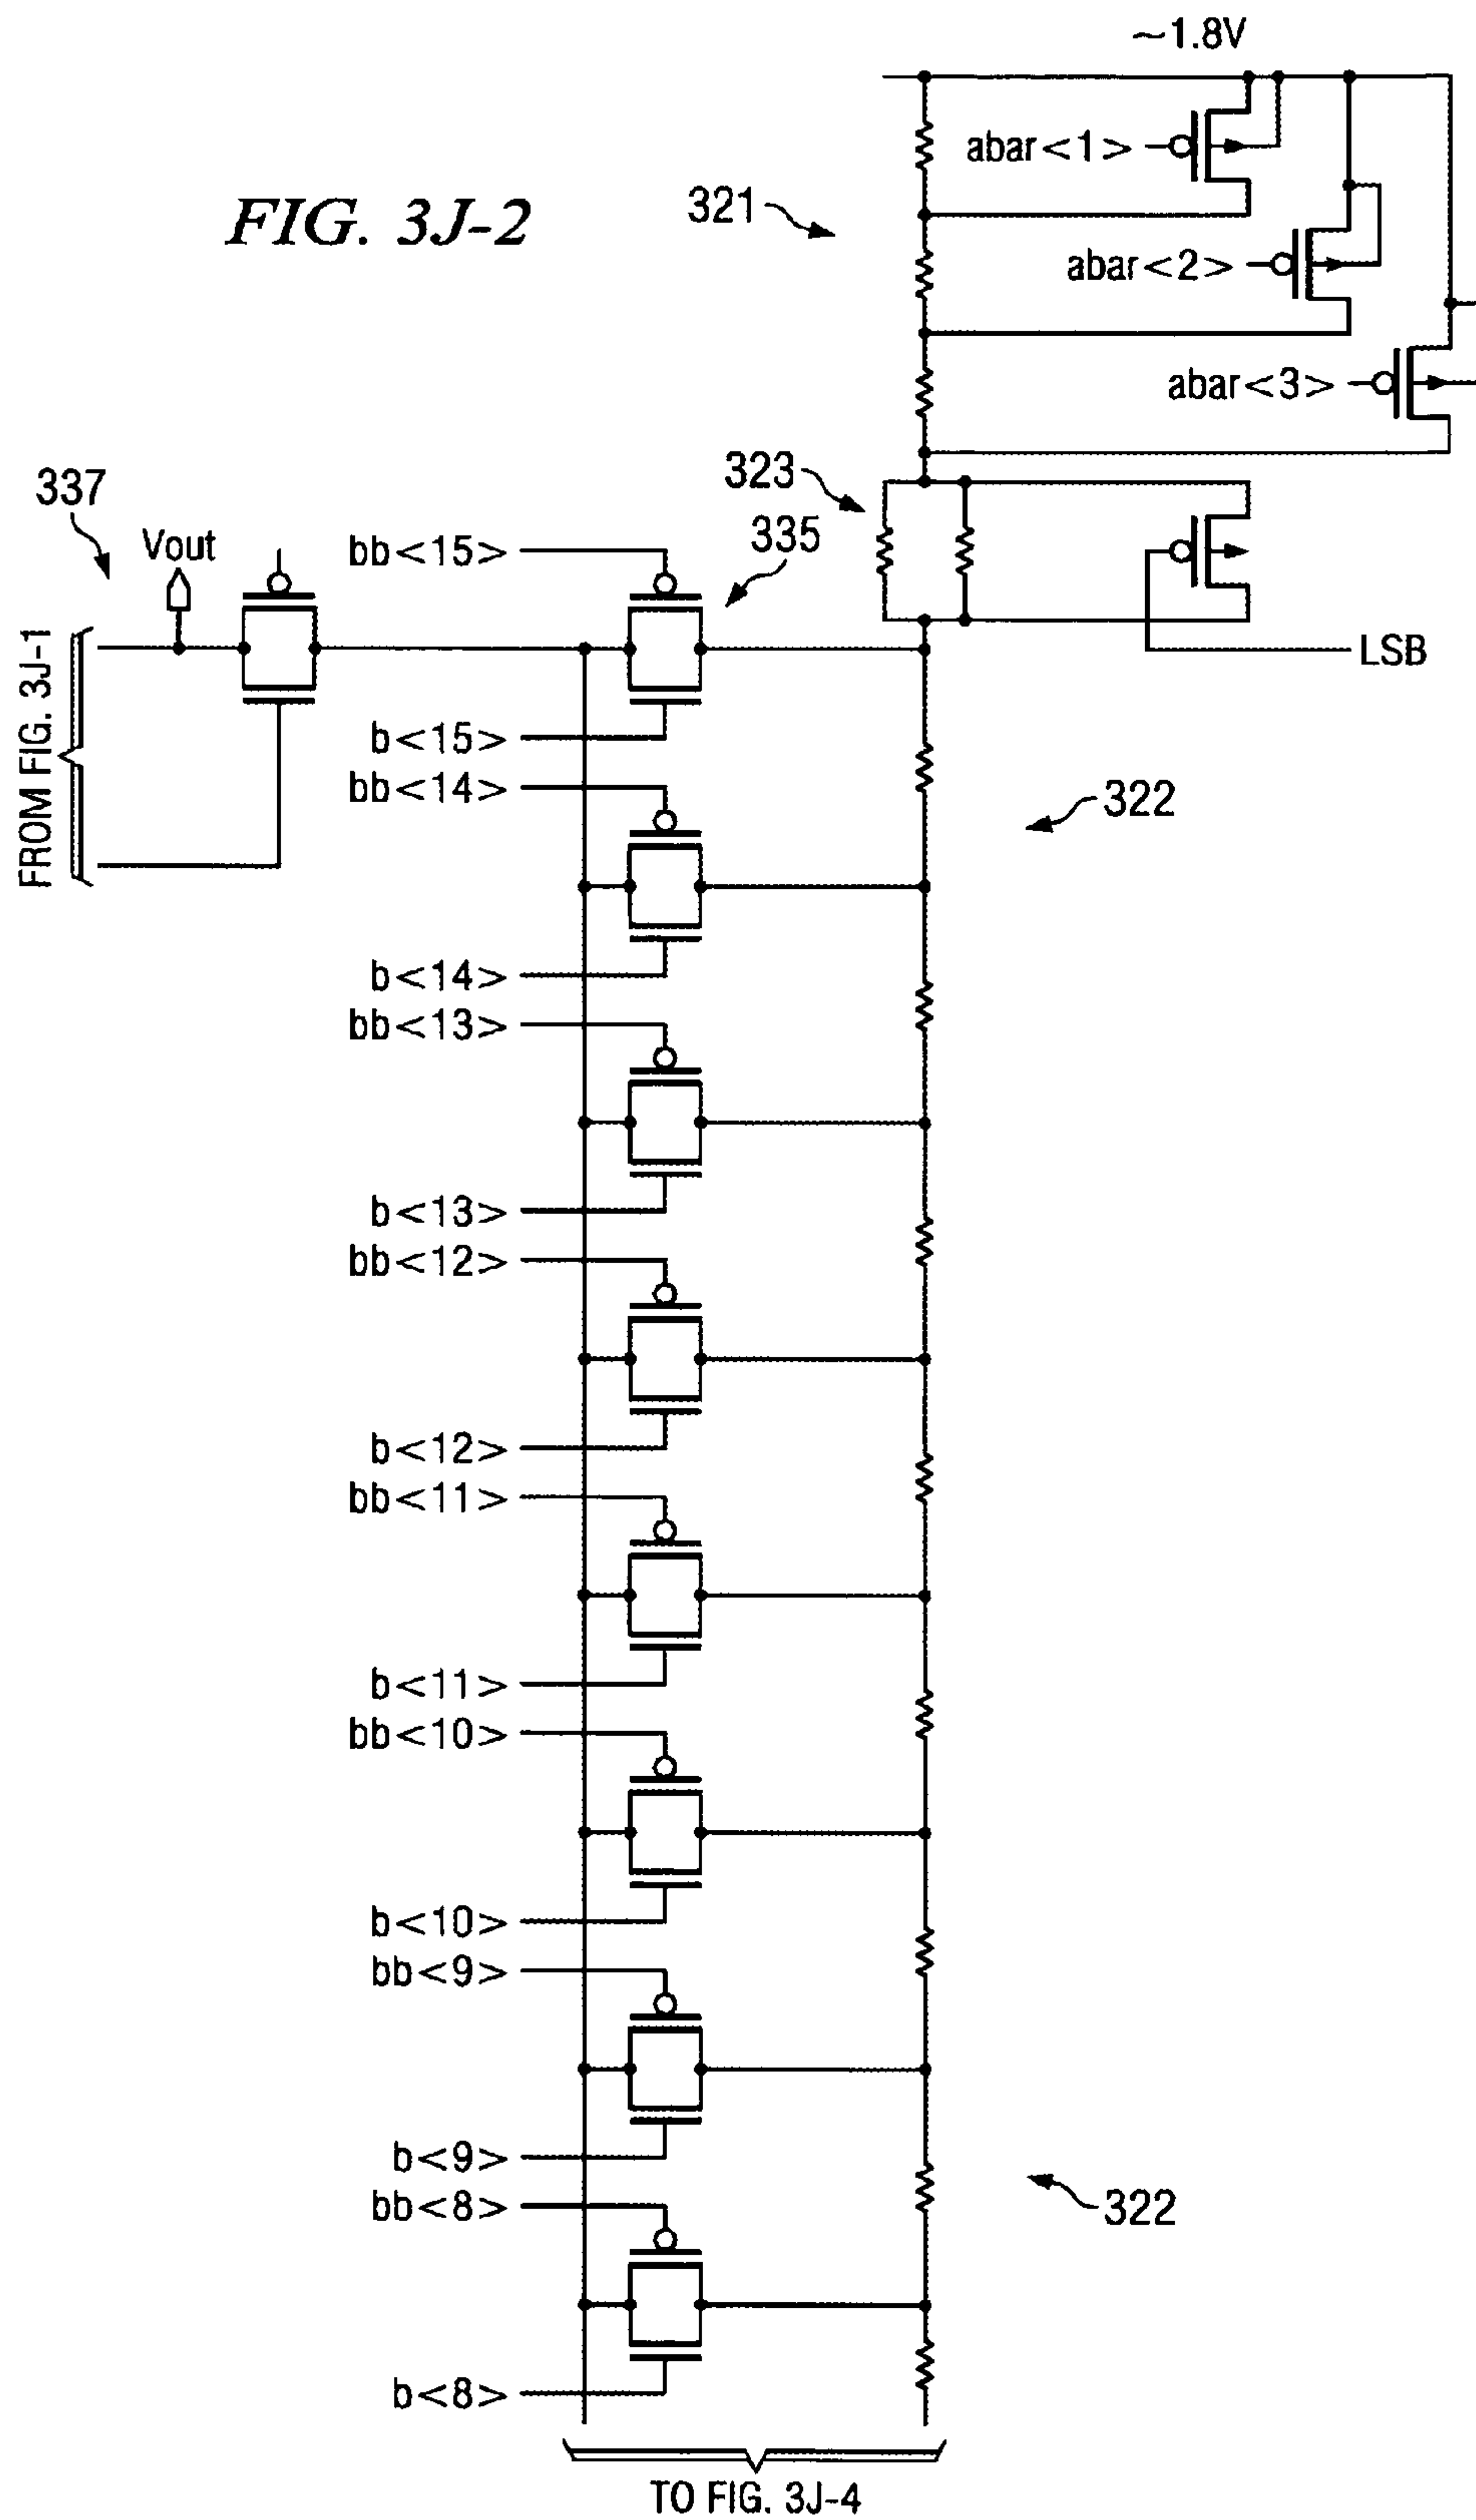 ~1.8V
abar<1>
FIG. 3J-2
321
abar<2>
abar<3>
323
337
335
Vout
bb<15>
FROM FIG. 3J-1
LSB
b<15>
bb<14>
322
b<14>
bb<13>
b<13>
bb<12>
b<12>
bb<11>
b<11>
bb<10>
b<10>
bb<9>
b<9>
bb<8>
322
b<8>
TO FIG. 3J-4